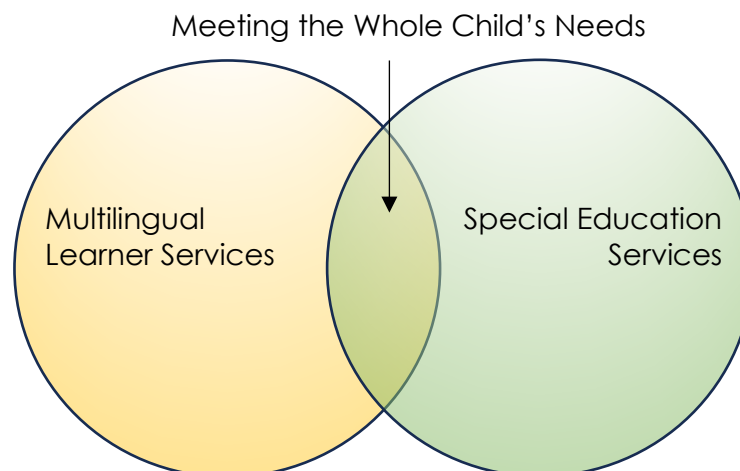 Meeting the Whole Child’s Needs
Multilingual
Learner Services
Special Education
Services